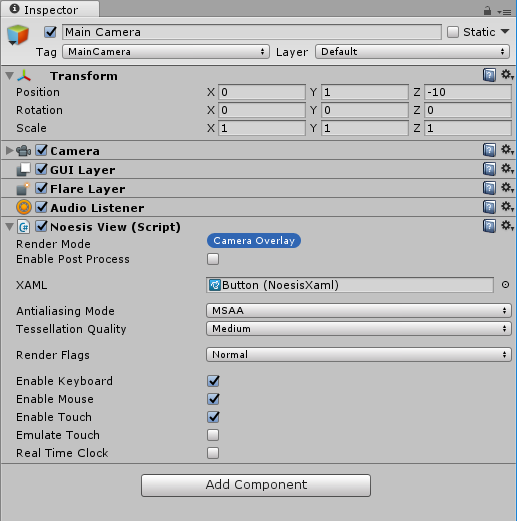 Inspector
Main Camera Static
Tag MainCamera Layer Default
Transform
Position X 0 Y 1 Z -10
Rotation X 0 Y 0 Z 0
Scale X 1 Y 1 Z 1
Camera
GUI Layer
Flare Layer
Audio Listener
Noesis View (Script)
Render Mode Camera Overlay
Enable Post Process
XAML Button (NoesisXaml)
Antialiasing Mode MSAA
Tessellation Quality Medium
Render Flags Normal
Enable Keyboard
Enable Mouse
Enable Touch
Emulate Touch
Real Time Clock
Add Component